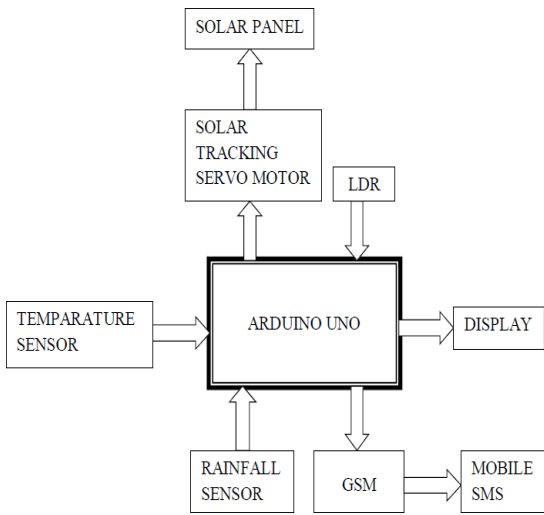 SOLAR PANEL
SOLAR
TRACKING
SERVO MOTOR
LDR
TEMPARATURE
SENSOR
ARDUINO UNO
DISPLAY
RAINFALL
SENSOR
GSM
MOBILE
SMS